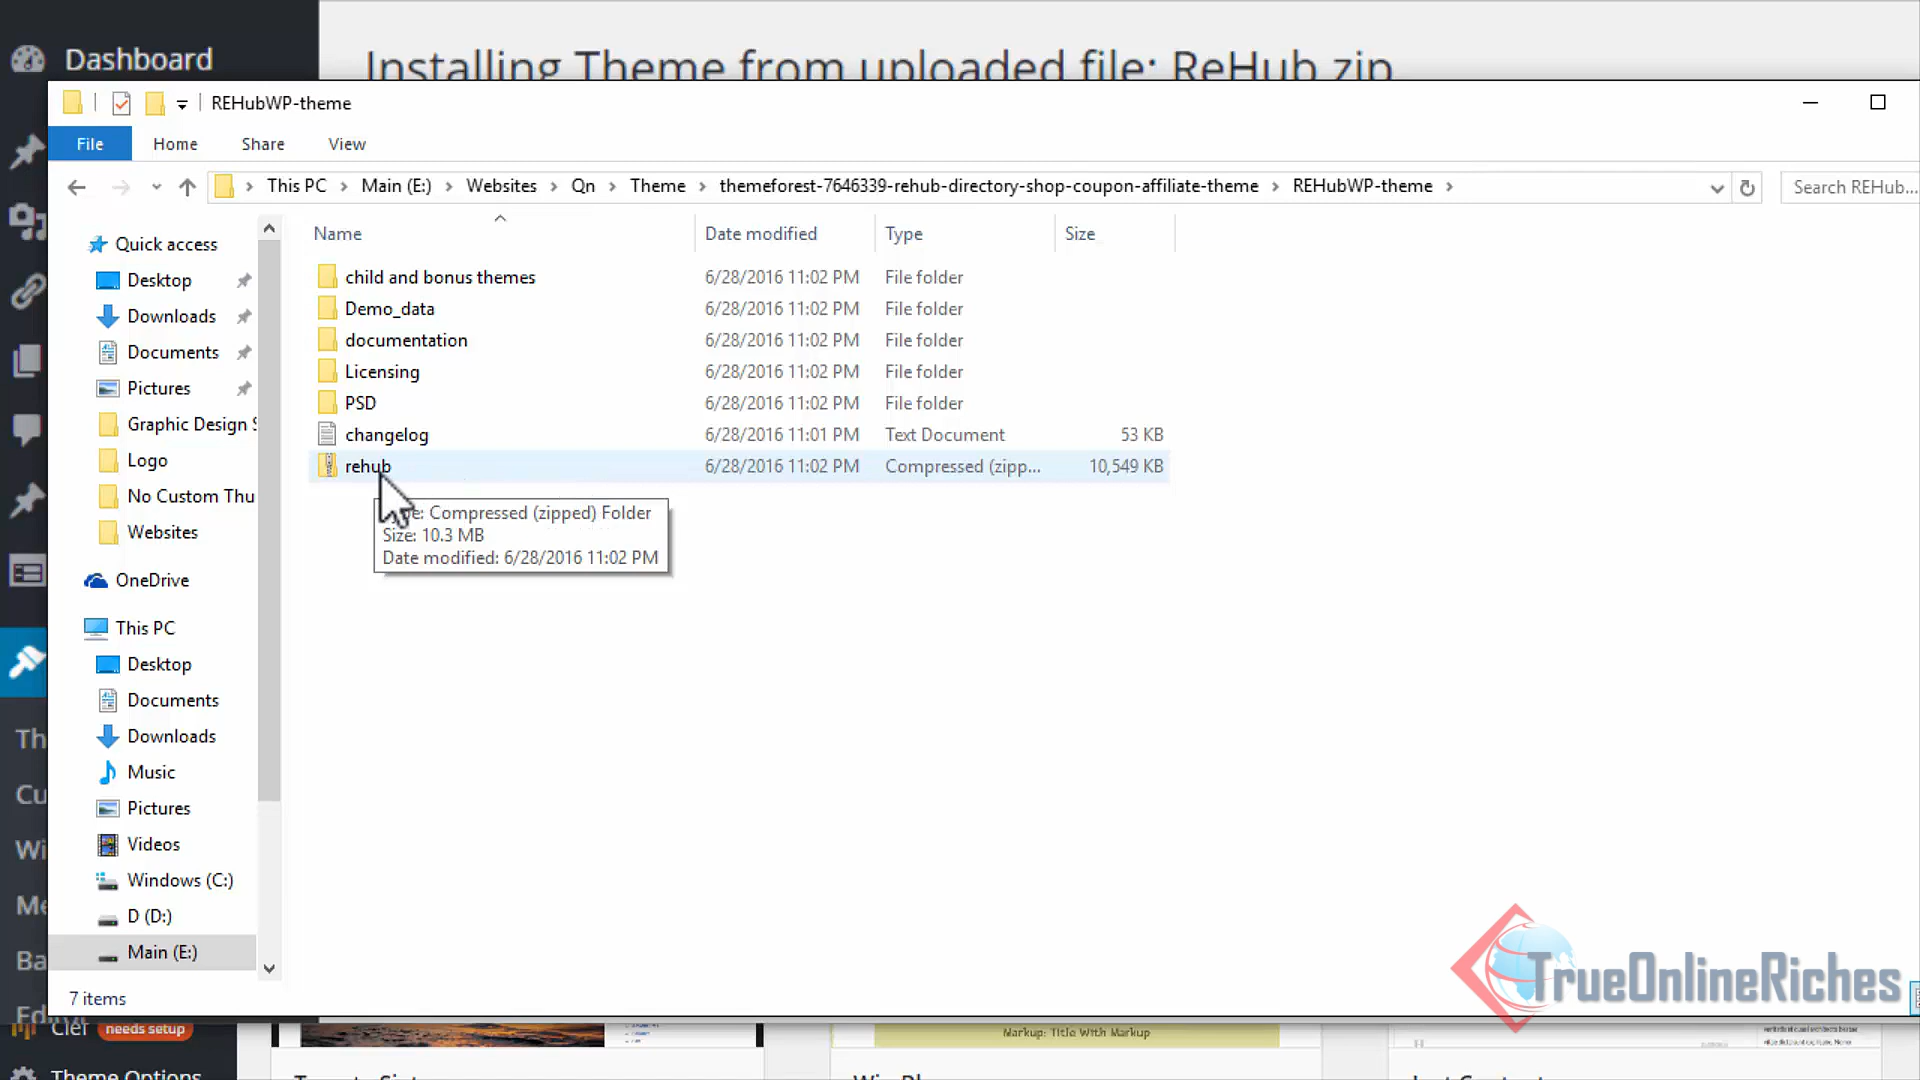 Dashboard
Installing Theme from uploaded file: ReHub.zip
REHubWP-theme
File Home Share View
This PC Main (E:) Websites Qn Theme themeforest-7646339-rehub-directory-shop-coupon-affiliate-theme REHubWP-theme
Search REHub...
Name Date modified Type Size
Quick access
Desktop
Downloads
Documents
Pictures
Graphic Design S
Logo
No Custom Thu
Websites
OneDrive
This PC
Desktop
Documents
Downloads
Music
Pictures
Videos
Windows (C:)
D (D:)
Main (E:)
child and bonus themes 6/28/2016 11:02 PM File folder
Demo_data 6/28/2016 11:02 PM File folder
documentation 6/28/2016 11:02 PM File folder
Licensing 6/28/2016 11:02 PM File folder
PSD 6/28/2016 11:02 PM File folder
changelog 6/28/2016 11:01 PM Text Document 53 KB
rehub 6/28/2016 11:02 PM Compressed (zipp... 10,549 KB
Compressed (zipped) Folder
Size: 10.3 MB
Date modified: 6/28/2016 11:02 PM
7 items
Th
Cu
Wi
Me
Ba
Edi
Clef needs setup
Theme Options
Markup: Title With Markup
TrueOnlineRiches